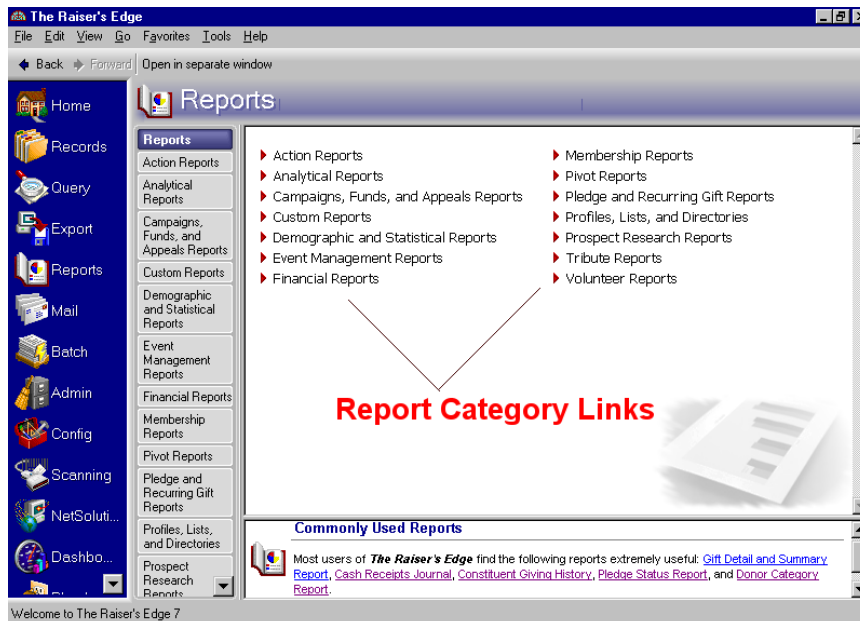 The Raiser's Edge
File Edit View Go Favorites Tools Help
Back Forward Open in separate window
Reports
Home
Records
Query
Export
Reports
Mail
Batch
Admin
Config
Scanning
NetSoluti...
Dashbo...
Reports
Action Reports
Analytical
Reports
Campaigns,
Funds, and
Appeals Reports
Custom Reports
Demographic
and Statistical
Reports
Event
Management
Reports
Financial Reports
Membership
Reports
Pivot Reports
Pledge and
Recurring Gift
Reports
Profiles, Lists,
and Directories
Prospect
Research
Reports
Action Reports
Analytical Reports
Campaigns, Funds, and Appeals Reports
Custom Reports
Demographic and Statistical Reports
Event Management Reports
Financial Reports
Membership Reports
Pivot Reports
Pledge and Recurring Gift Reports
Profiles, Lists, and Directories
Prospect Research Reports
Tribute Reports
Volunteer Reports
Report Category Links
Commonly Used Reports
Most users of The Raiser's Edge find the following reports extremely useful: Gift Detail and Summary
Report, Cash Receipts Journal, Constituent Giving History, Pledge Status Report, and Donor Category
Report.
Welcome to The Raiser's Edge 7